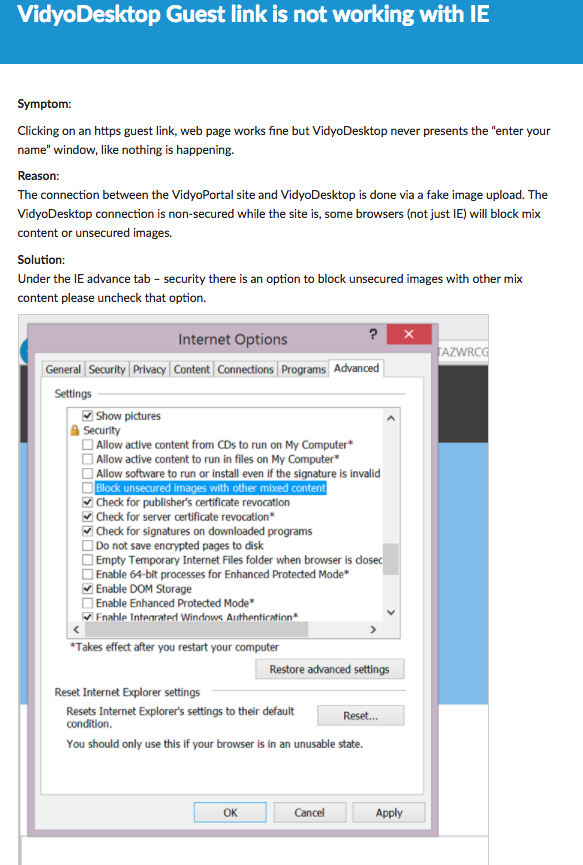 VidyoDesktop Guest link is not working with IE
Symptom:
Clicking on an https guest link, web page works fine but VidyoDesktop never presents the "enter your
name" window, like nothing is happening.
Reason:
The connection between the VidyoPortal site and VidyoDesktop is done via a fake image upload. The
VidyoDesktop connection is non-secured while the site is, some browsers (not just IE) will block mix
content or unsecured images.
Solution:
Under the IE advance tab – security there is an option to block unsecured images with other mix
content please uncheck that option.
Internet Options
?
TAZWRCG
General Security Privacy Content Connections Programs Advanced
Settings
Show pictures
Security
Allow active content from CDs to run on My Computer*
Allow active content to run in files on My Computer*
Allow software to run or install even if the signature is invalid
Block unsecured images with other mixed content
Check for publisher's certificate revocation
Check for server certificate revocation*
Check for signatures on downloaded programs
Do not save encrypted pages to disk
Empty Temporary Internet Files folder when browser is closed
Enable 64-bit processes for Enhanced Protected Mode*
Enable DOM Storage
Enable Enhanced Protected Mode*
Enable Integrated Windows Authentication*
*Takes effect after you restart your computer
Restore advanced settings
Reset Internet Explorer settings
Resets Internet Explorer's settings to their default
condition.
Reset...
You should only use this if your browser is in an unusable state.
OK Cancel Apply